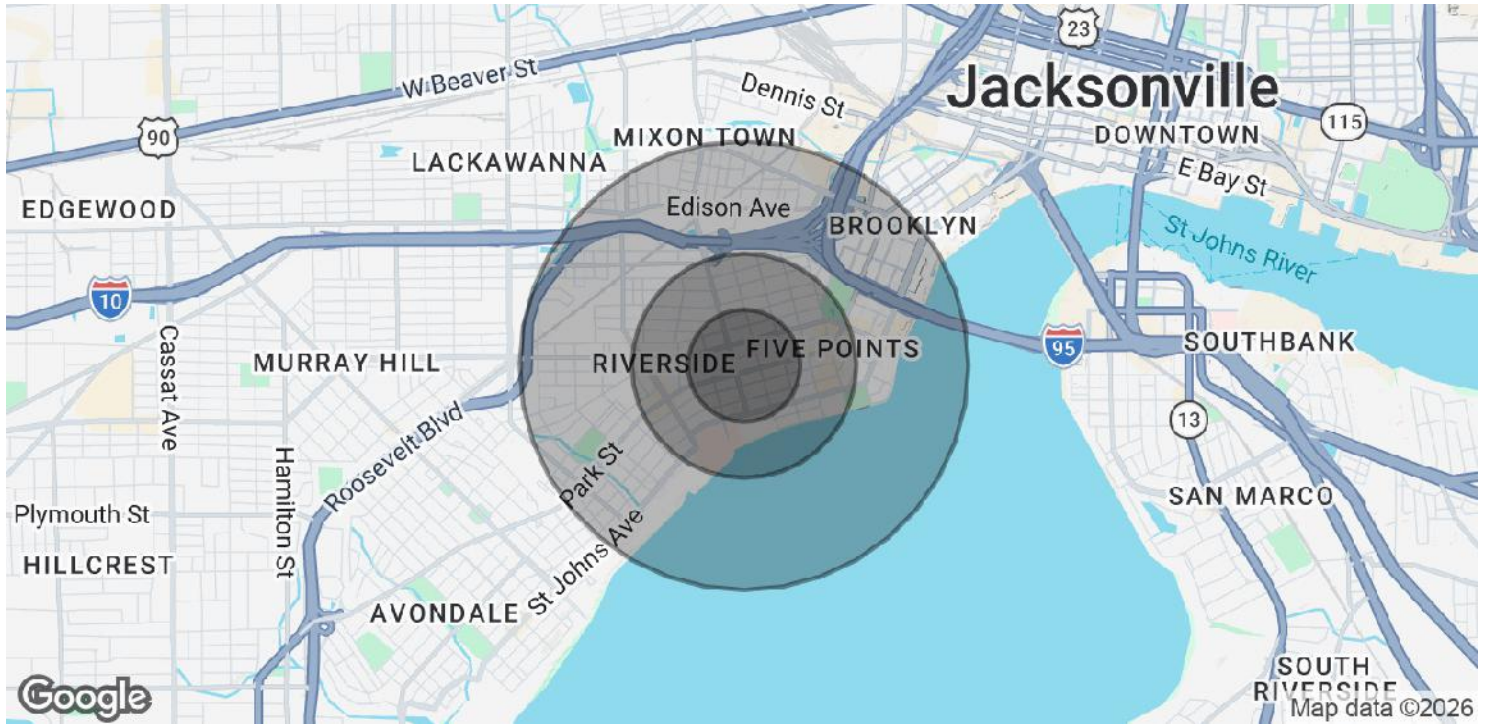 23
W Beaver St
Dennis St
Jacksonville
115
90
MIXON TOWN
DOWNTOWN
LACKAWANNA
E Bay St
EDGEWOOD
Edison Ave
BROOKLYN
St Johns River
10
Cassat Ave
MURRAY HILL
RIVERSIDE
FIVE POINTS
95
SOUTHBANK
Roosevelt Blvd
13
Hamilton St
Park St
SAN MARCO
Plymouth St
St Johns Ave
HILLCREST
AVONDALE
SOUTH
RIVERSIDE
Google
Map data ©2026